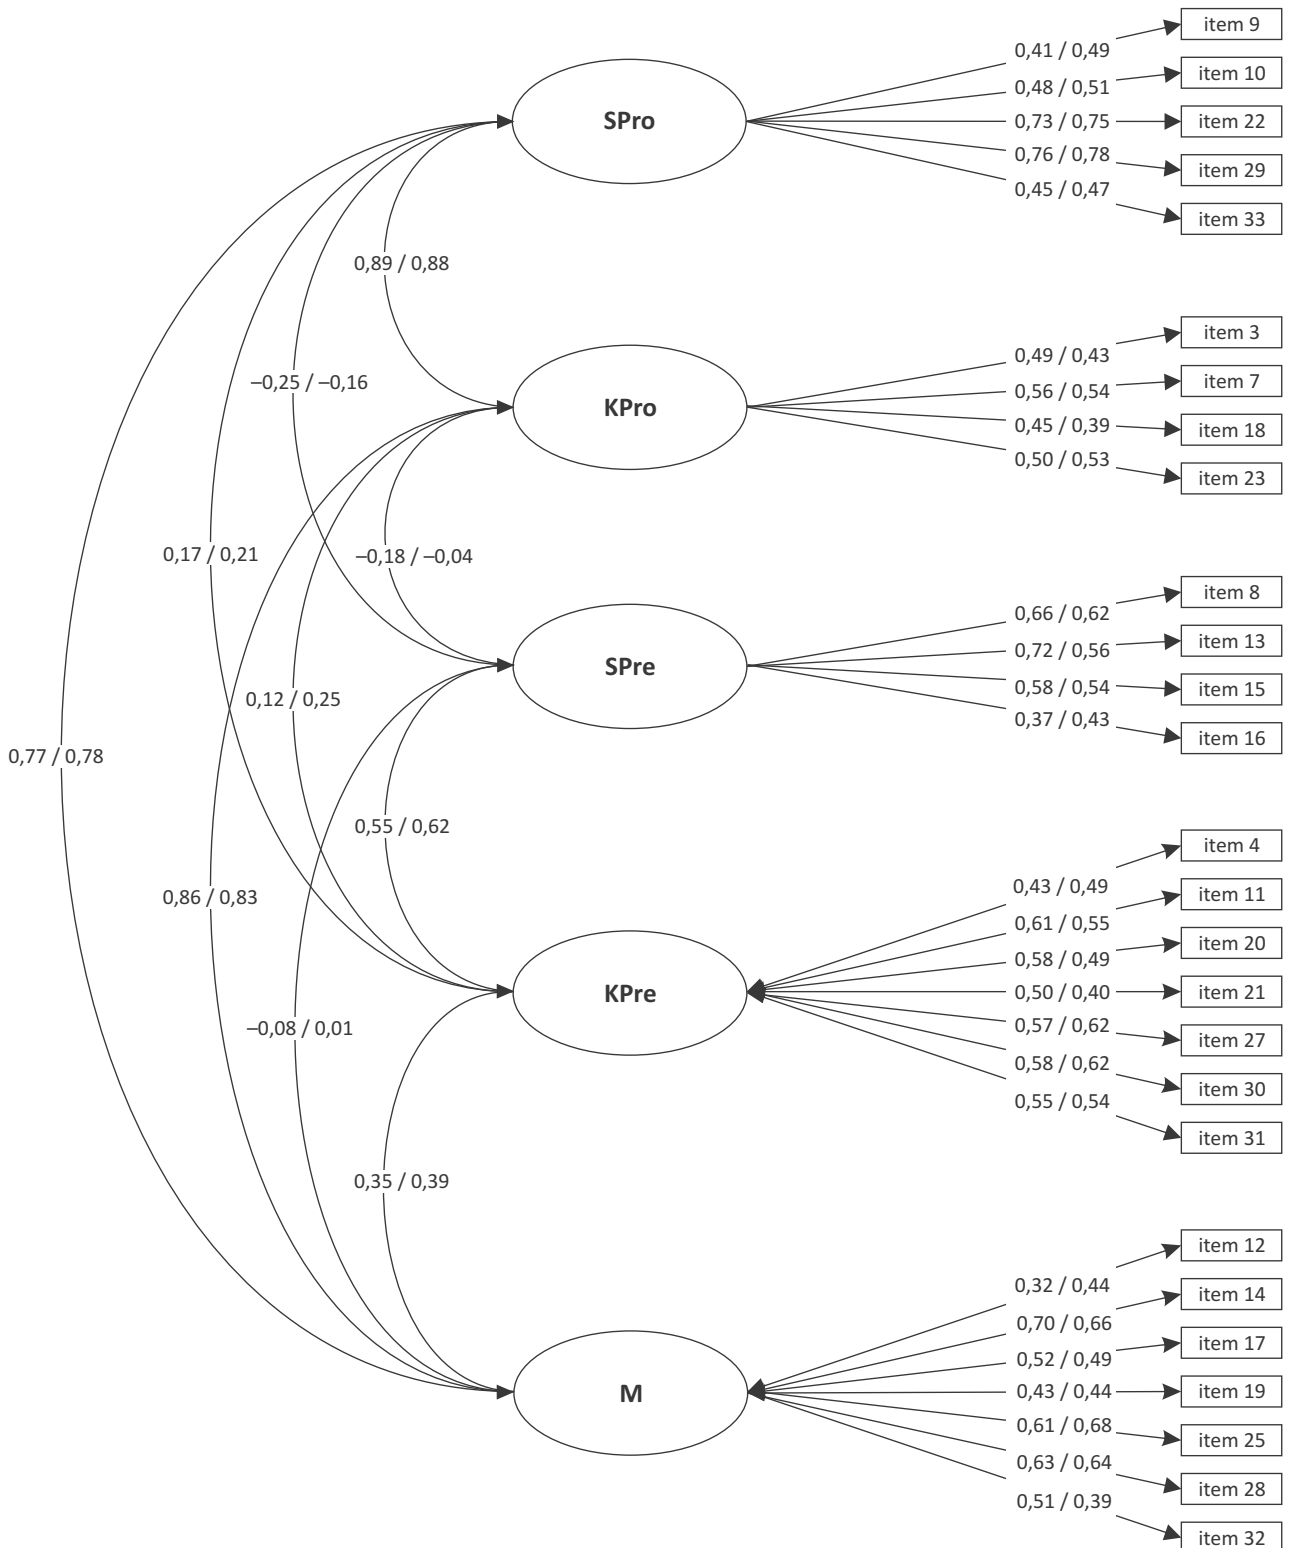 item 9
0,41 / 0,49
item 10
0,48 / 0,51
SPro
0,73 / 0,75
item 22
0,76 / 0,78
item 29
0,45 / 0,47
item 33
0,89 / 0,88
item 3
0,49 / 0,43
–0,25 / –0,16
item 7
0,56 / 0,54
KPro
0,45 / 0,39
item 18
0,50 / 0,53
item 23
0,17 / 0,21
–0,18 / –0,04
item 8
0,66 / 0,62
item 13
0,72 / 0,56
SPre
0,58 / 0,54
item 15
0,12 / 0,25
0,37 / 0,43
item 16
0,77 / 0,78
0,55 / 0,62
item 4
0,43 / 0,49
0,86 / 0,83
item 11
0,61 / 0,55
item 20
0,58 / 0,49
KPre
0,50 / 0,40
item 21
–0,08 / 0,01
0,57 / 0,62
item 27
0,58 / 0,62
item 30
0,55 / 0,54
item 31
0,35 / 0,39
item 12
0,32 / 0,44
item 14
0,70 / 0,66
item 17
0,52 / 0,49
M
0,43 / 0,44
item 19
0,61 / 0,68
item 25
0,63 / 0,64
item 28
0,51 / 0,39
item 32